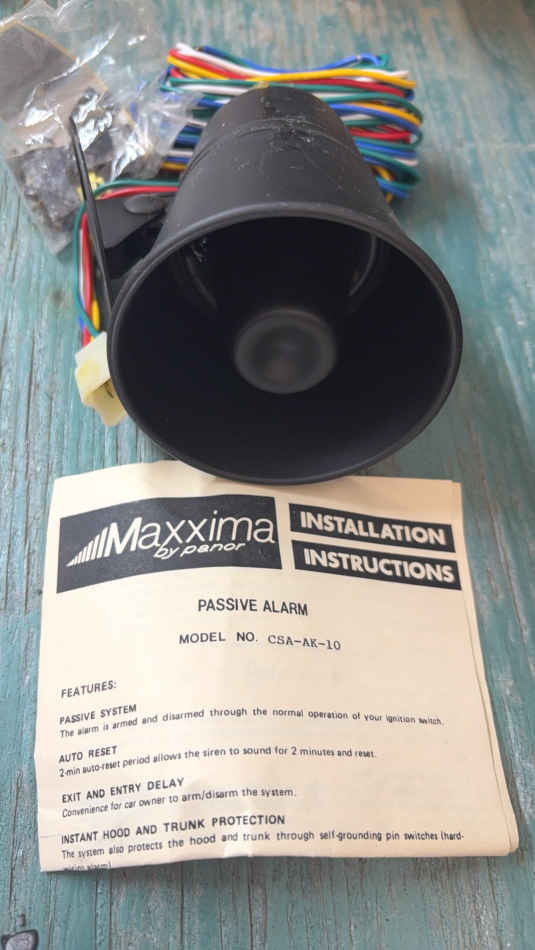 Maxxima
by panor
INSTALLATION
INSTRUCTIONS
PASSIVE ALARM
MODEL NO. CSA-AK-10
FEATURES:
PASSIVE SYSTEM
The alarm is armed and disarmed through the normal operation of your ignition switch.
AUTO RESET
2-min auto-reset period allows the siren to sound for 2 minutes and reset.
EXIT AND ENTRY DELAY
Convenience for car owner to arm/disarm the system.
INSTANT HOOD AND TRUNK PROTECTION
The system also protects the hood and trunk through self-grounding pin switches (hard-
alarm)